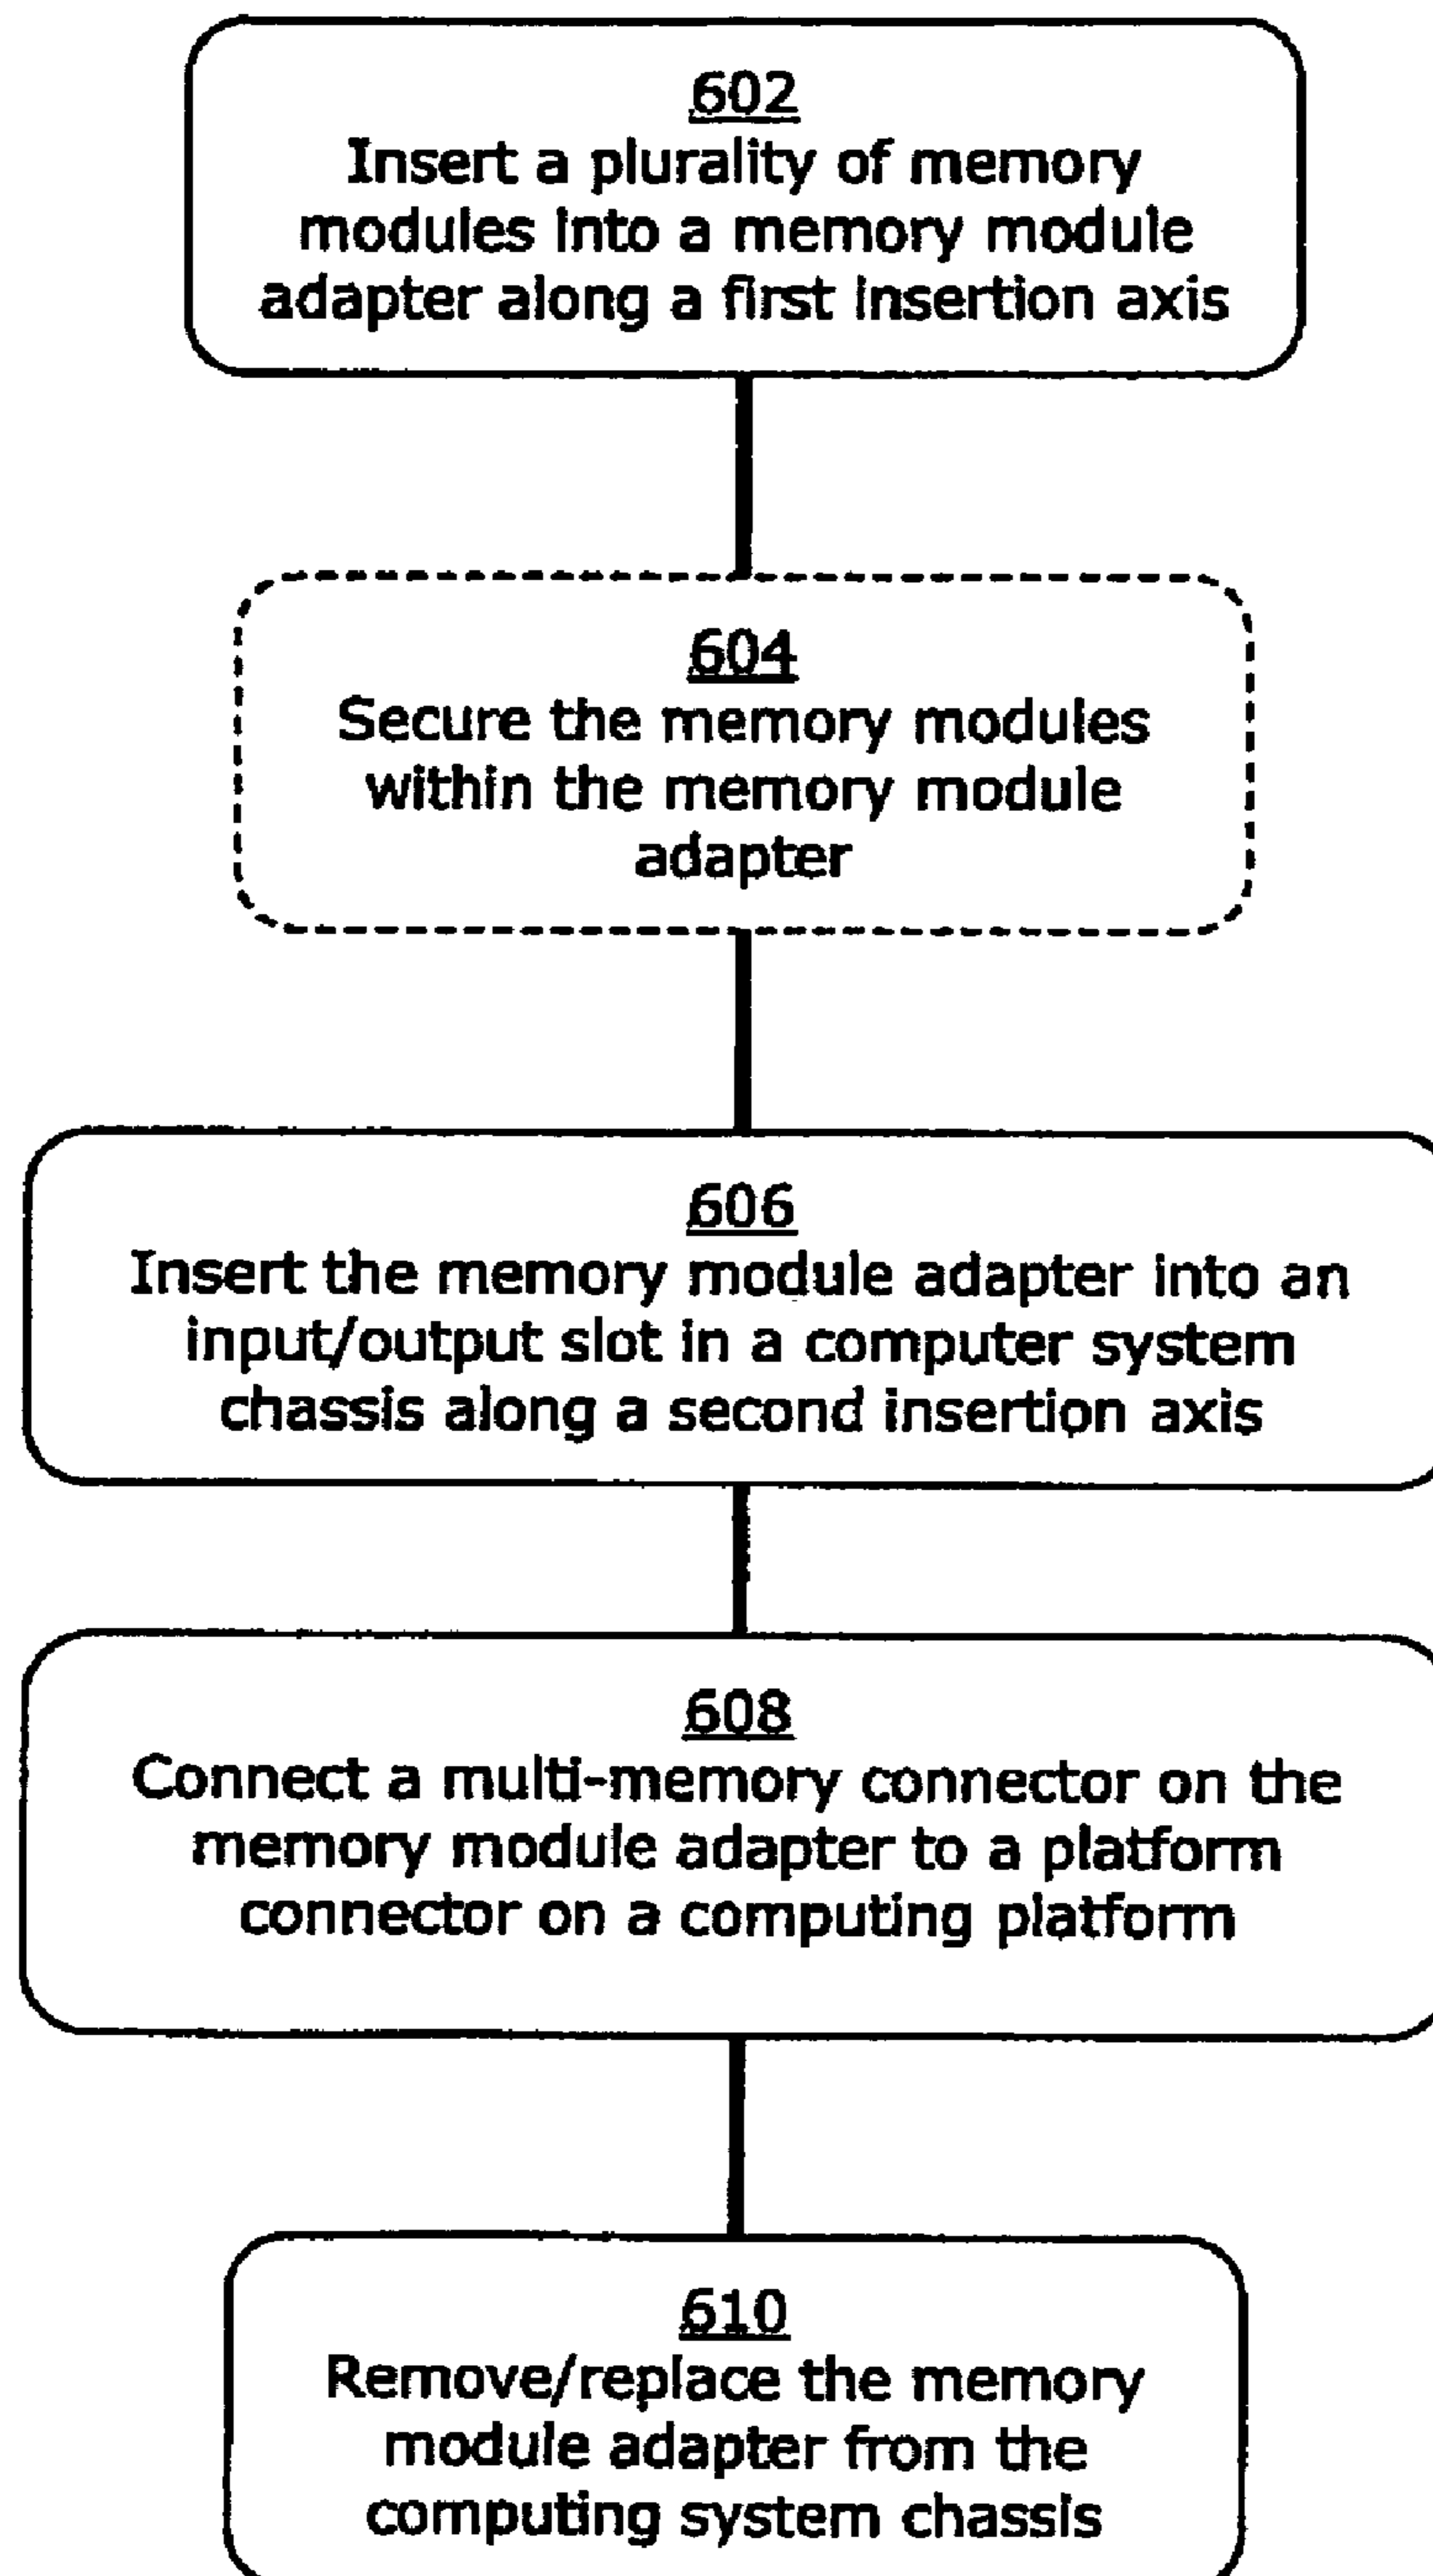 602
Insert a plurality of memory
modules into a memory module
adapter along a first insertion axis
604
Secure the memory modules
within the memory module
adapter
606
Insert the memory module adapter into an
input/output slot in a computer system
chassis along a second insertion axis
608
Connect a multi-memory connector on the
memory module adapter to a platform
connector on a computing platform
610
Remove/replace the memory
module adapter from the
computing system chassis